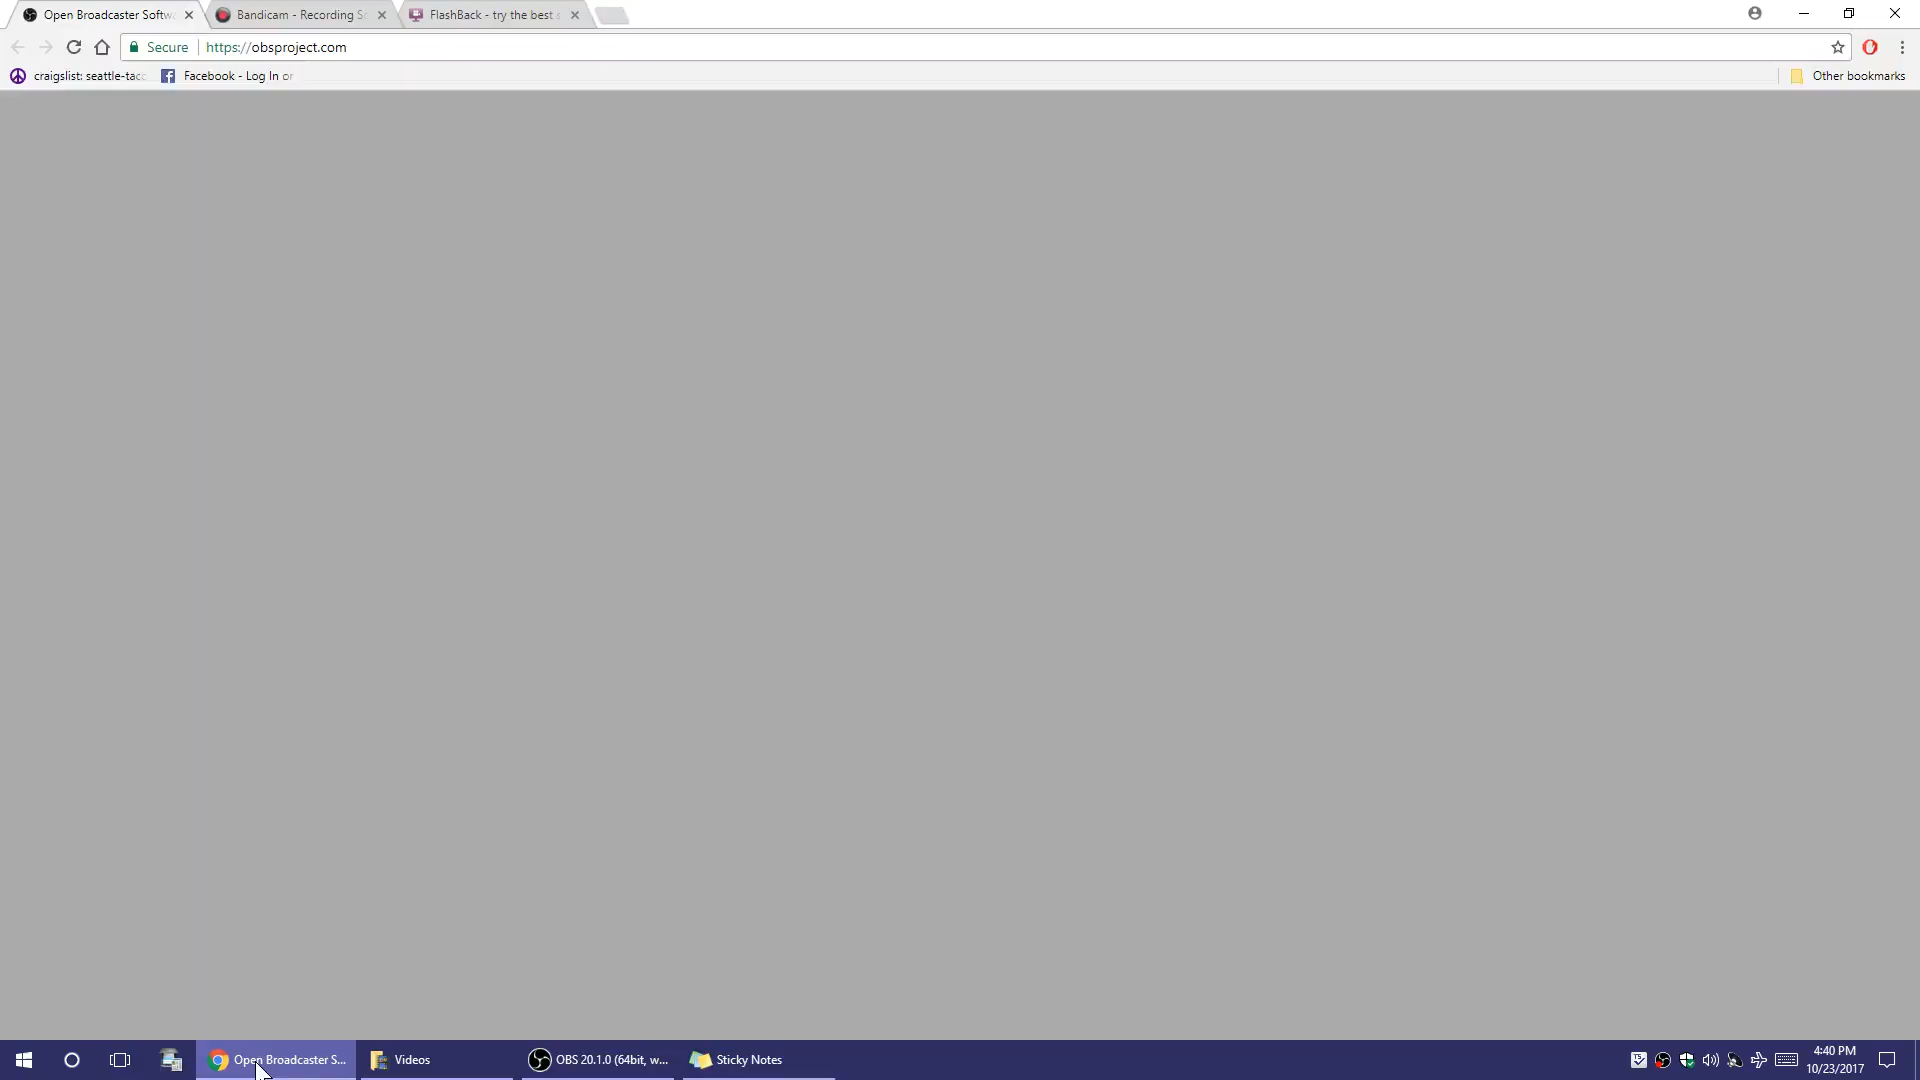 Open Broadcaster Softw
Bandicam - Recording S
FlashBack - try the best
Secure
https://obsproject.com
craigslist: seattle-tac
Facebook - Log In or
Other bookmarks
Open Broadcaster S...
Videos
OBS 20.1.0 (64bit, w...
Sticky Notes
4:40 PM
10/23/2017